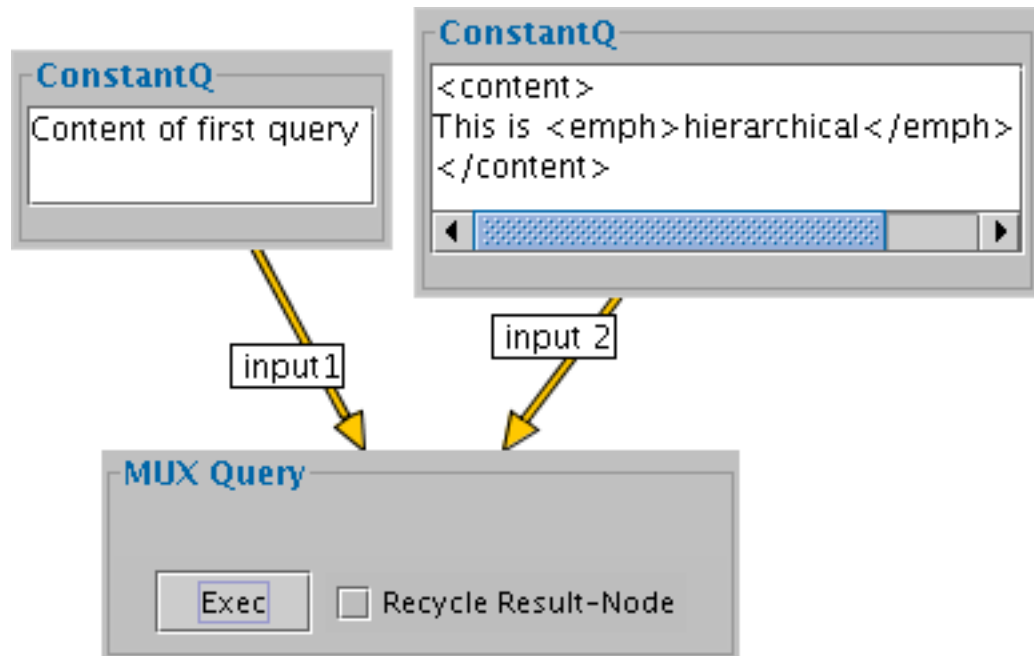 ConstantQ
Content of first query
ConstantQ
<content>
This is <emph>hierarchical</emph>
</content>
input1
input 2
MUX Query
Exec
Recycle Result-Node